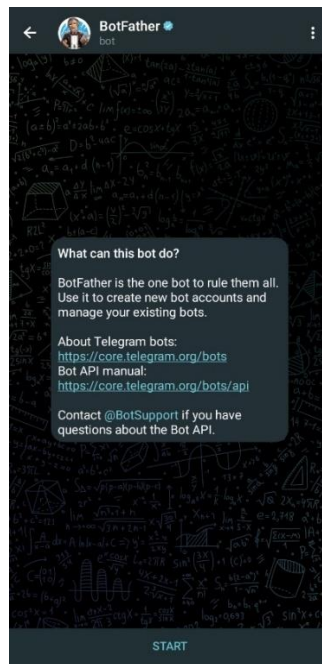 BotFather
bot
What can this bot do?
BotFather is the one bot to rule them all.
Use it to create new bot accounts and
manage your existing bots.
About Telegram bots:
https://core.telegram.org/bots
Bot API manual:
https://core.telegram.org/bots/api
Contact @BotSupport if you have
questions about the Bot API.
START